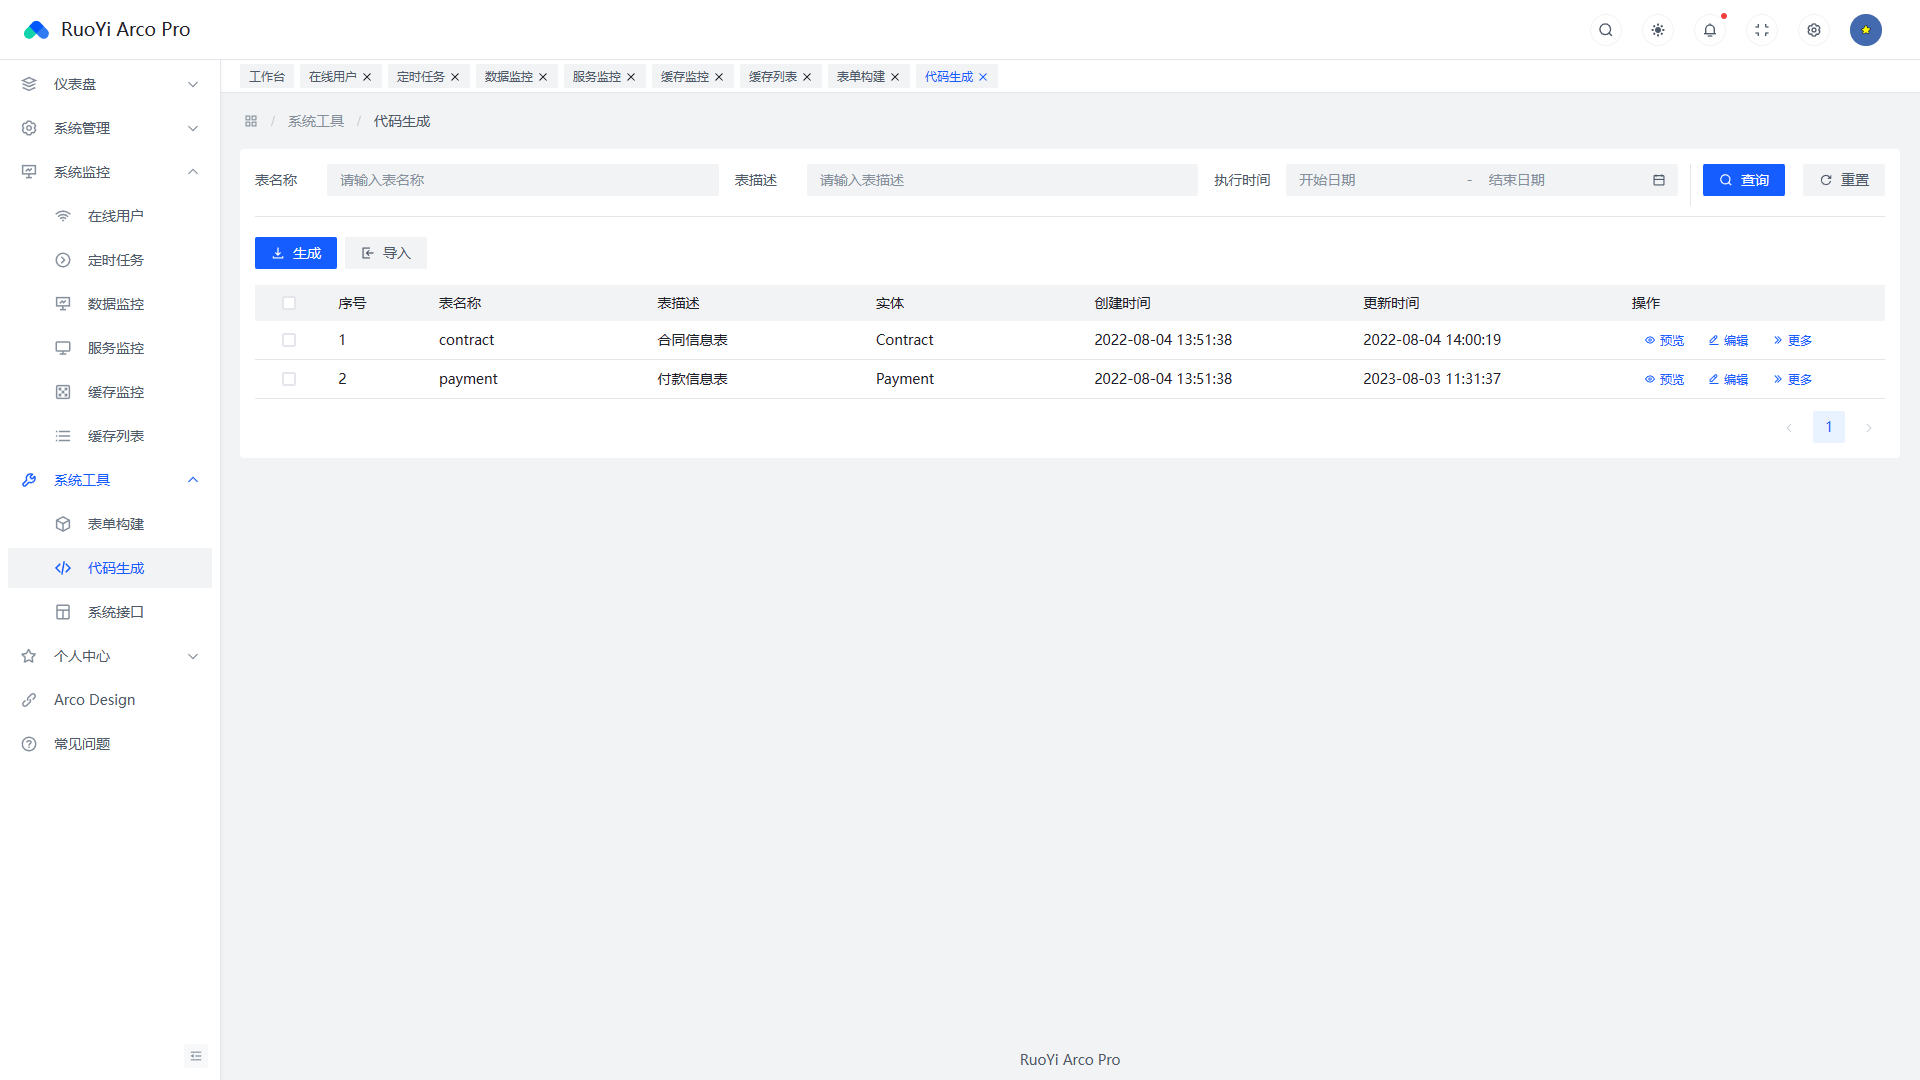 RuoYi Arco Pro
工作台 在线用户 定时任务 数据监控 服务监控 缓存监控 缓存列表 表单构建 代码生成
仪表盘
系统管理
系统监控
在线用户
定时任务
数据监控
服务监控
缓存监控
缓存列表
系统工具
表单构建
代码生成
系统接口
个人中心
Arco Design
常见问题
/ 系统工具 / 代码生成
表名称 请输入表名称 表描述 请输入表描述 执行时间 开始日期 - 结束日期 查询 重置
生成 导入
序号 表名称 表描述 实体 创建时间 更新时间 操作
1 contract 合同信息表 Contract 2022-08-04 13:51:38 2022-08-04 14:00:19 预览 编辑 更多
2 payment 付款信息表 Payment 2022-08-04 13:51:38 2023-08-03 11:31:37 预览 编辑 更多
1
RuoYi Arco Pro